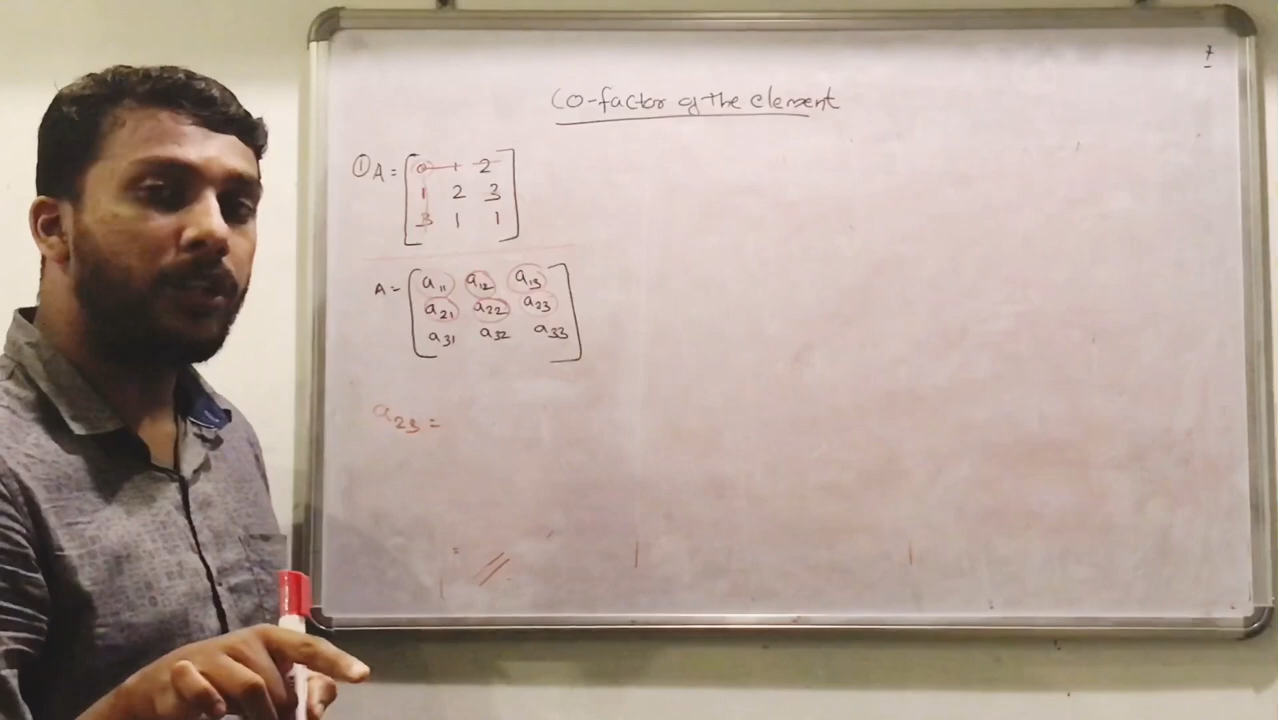 7
Co-factor of the element
① A = [ 0 1 2
1 2 3
3 1 1 ]
A = [ a₁₁ a₁₂ a₁₃
a₂₁ a₂₂ a₂₃
a₃₁ a₃₂ a₃₃ ]
a₂₃ =